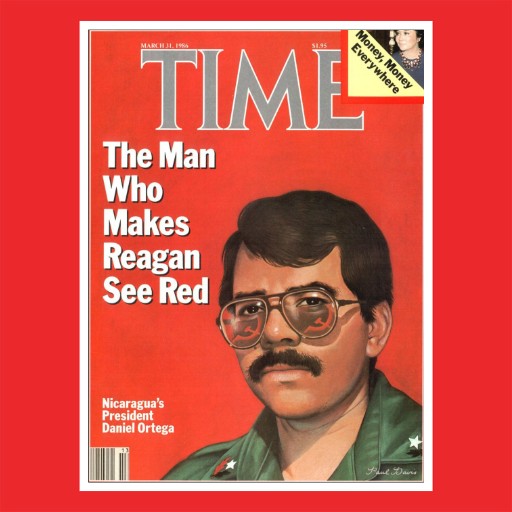 MARCH 31, 1986
$1.95
TIME
Money, Money
Everywhere
The Man
Who
Makes
Reagan
See Red
Nicaragua's
President
Daniel Ortega
13
Paul Davis